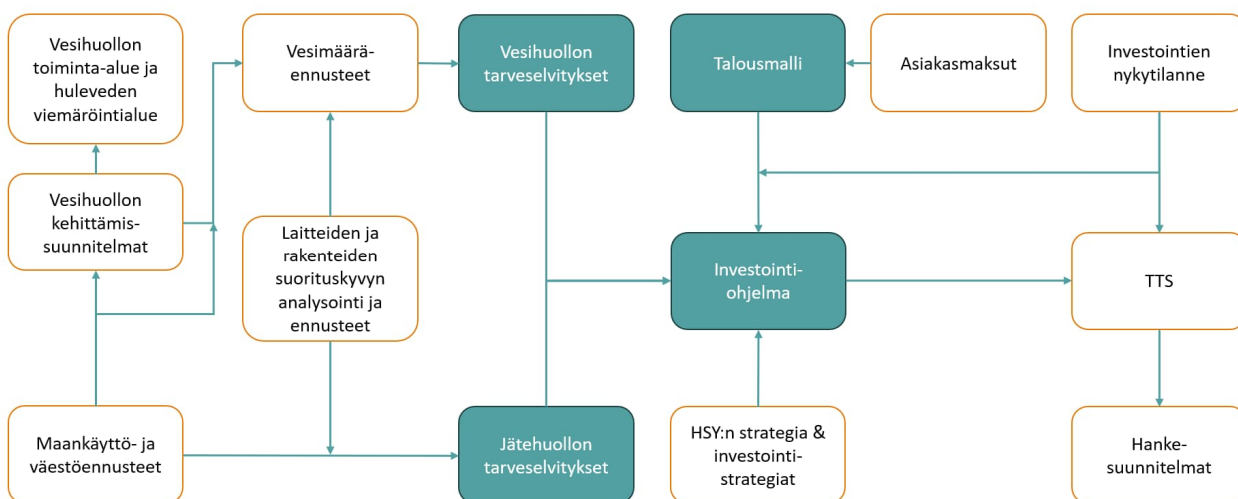 Vesihuollon
toiminta-alue ja
huleveden
viemäröintialue
Vesimäärä-
ennusteet
Vesihuollon
tarveselvitykset
Talousmalli
Asiakasmaksut
Investointien
nykytilanne
Vesihuollon
kehittämis-
suunnitelmat
Laitteiden ja
rakenteiden
suorituskyvyn
analysointi ja
ennusteet
Investointi-
ohjelma
TTS
Maankäyttö- ja
väestöennusteet
Jätehuollon
tarveselvitykset
HSY:n strategia &
investointi-
strategiat
Hanke-
suunnitelmat